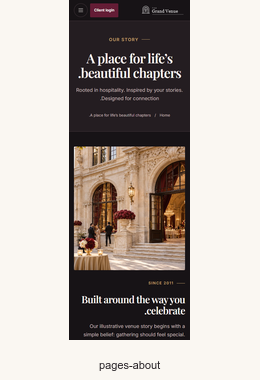 Client login
Grand Venue
OUR STORY
A place for life's
.beautiful chapters
Rooted in hospitality. Inspired by your stories.
.Designed for connection
.A place for life's beautiful chapters / Home
SINCE 2011
Built around the way you
.celebrate
Our illustrative venue story begins with a
simple belief: gathering should feel special.
pages-about